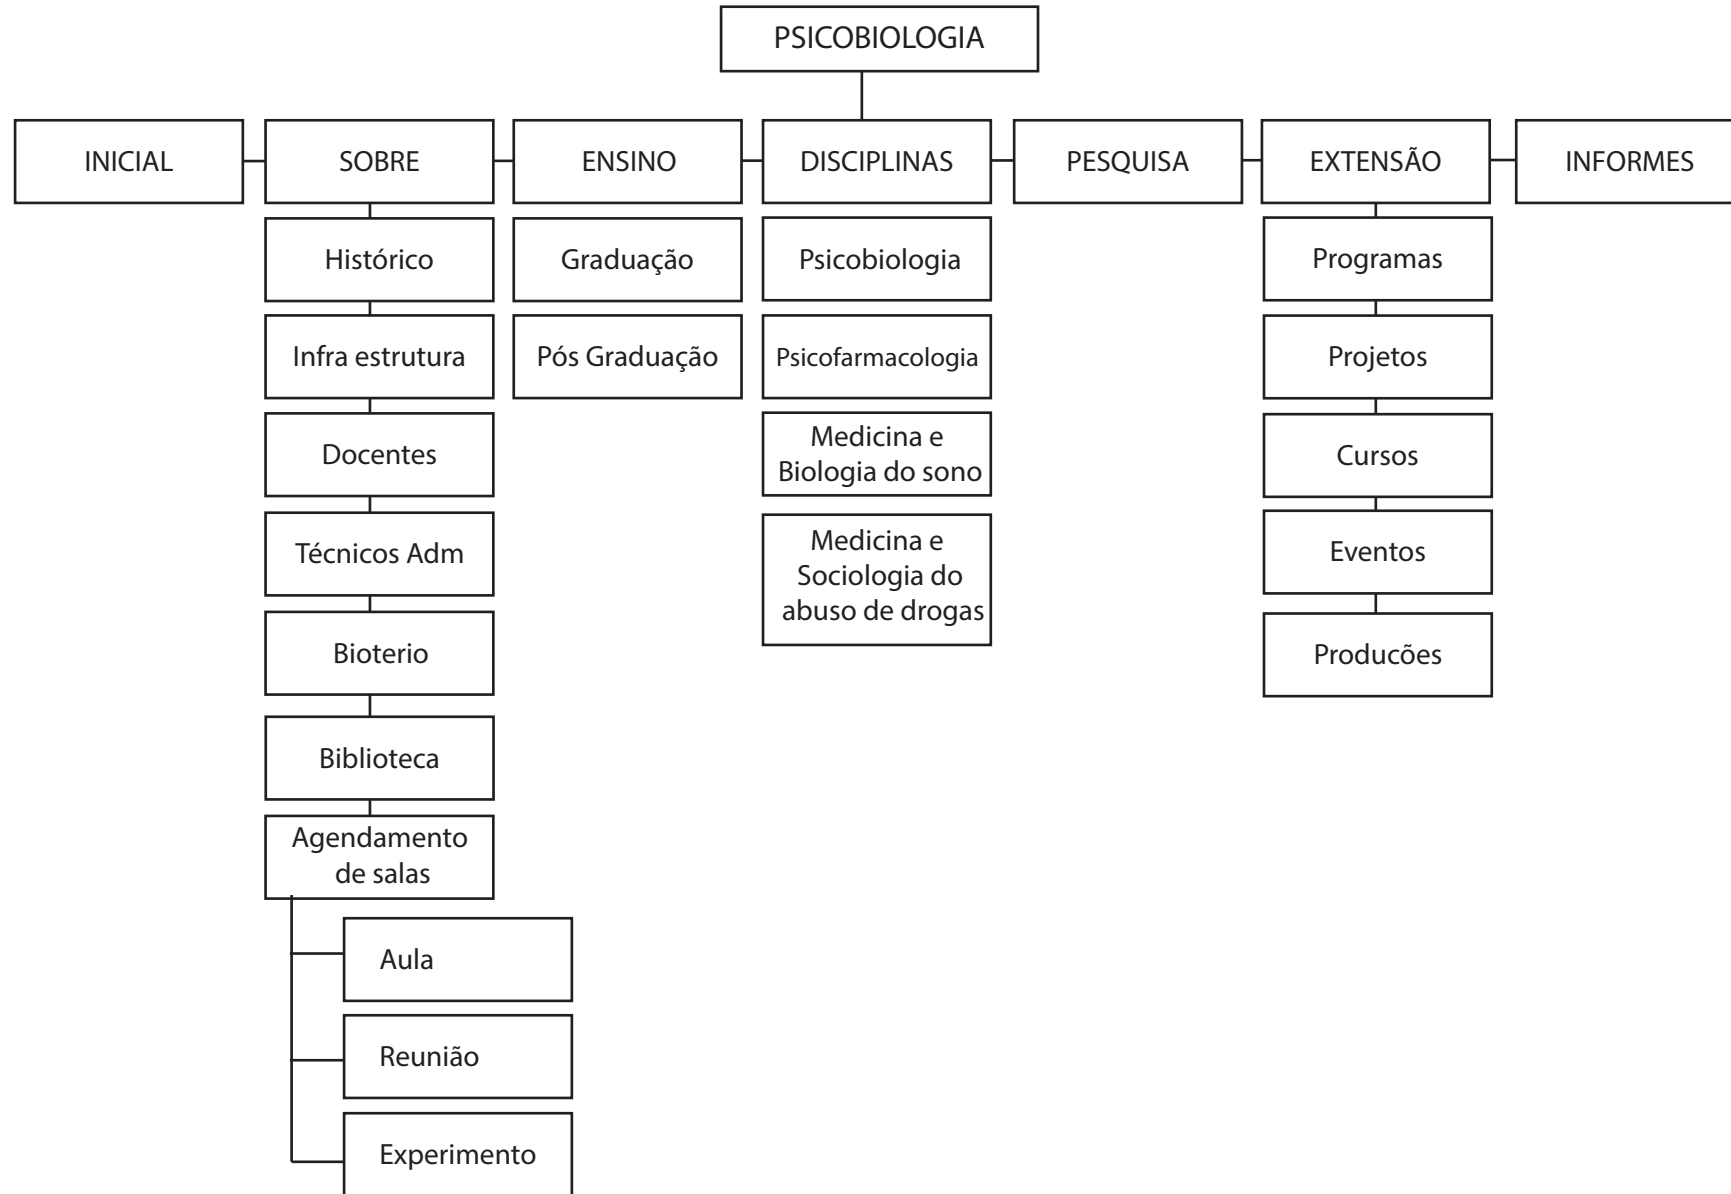 PSICOBIOLOGIA
INICIAL
SOBRE
ENSINO
DISCIPLINAS
PESQUISA
EXTENSÃO
INFORMES
Histórico
Infra estrutura
Docentes
Técnicos Adm
Bioterio
Biblioteca
Agendamento
de salas
Aula
Reunião
Experimento
Graduação
Pós Graduação
Psicobiologia
Psicofarmacologia
Medicina e
Biologia do sono
Medicina e
Sociologia do
abuso de drogas
Programas
Projetos
Cursos
Eventos
Producões